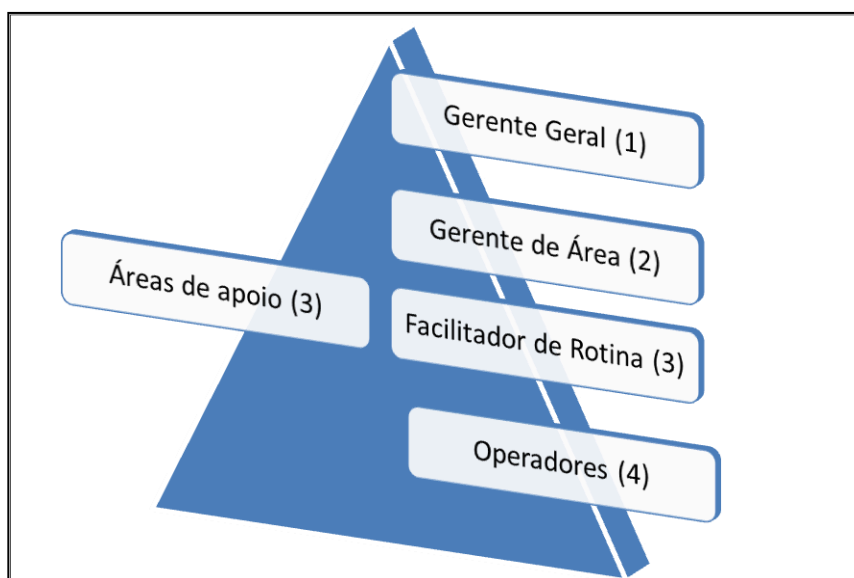 Gerente Geral (1)
Gerente de Área (2)
Áreas de apoio (3)
Facilitador de Rotina (3)
Operadores (4)